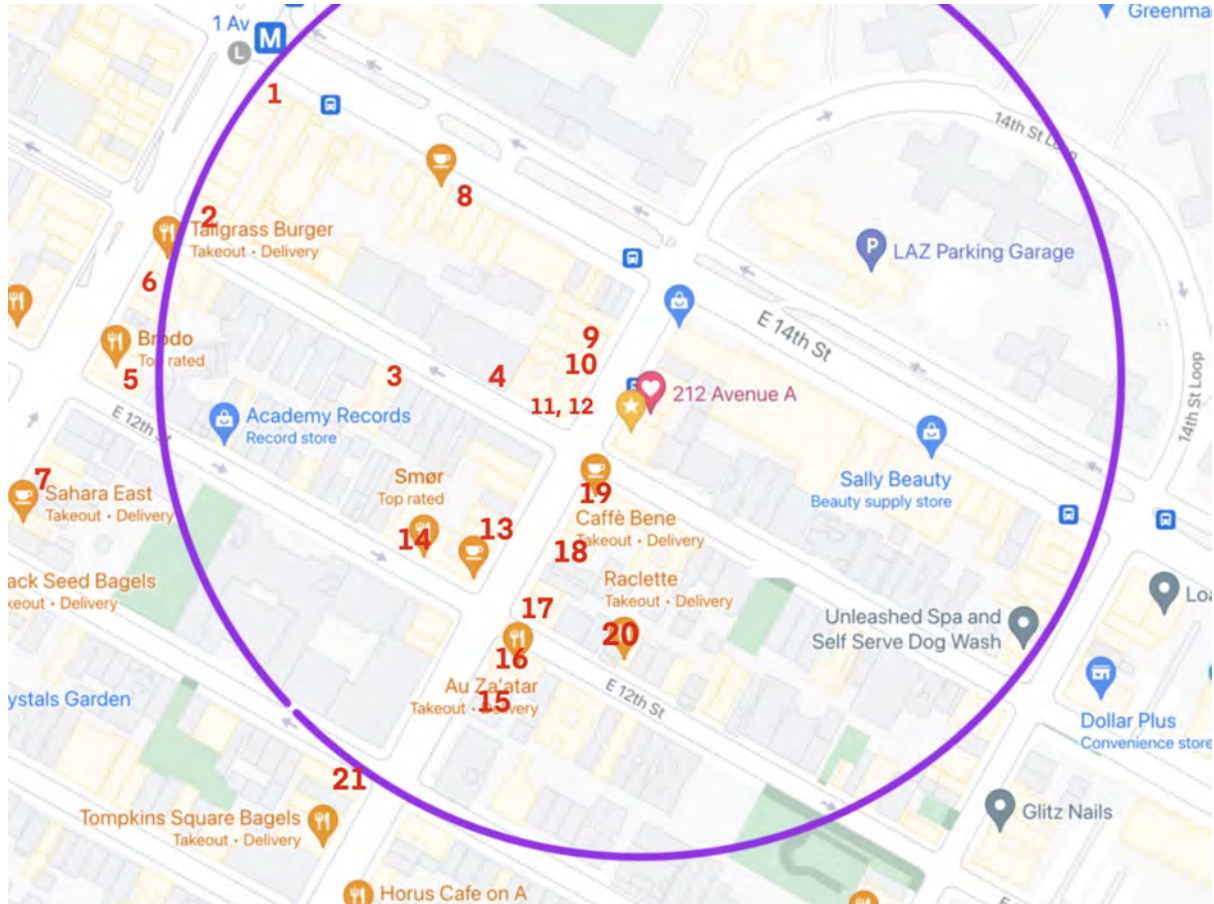 1 Av
M
L
Greenma
1
14th St Loop
8
2
Tallgrass Burger
Takeout • Delivery
P LAZ Parking Garage
6
9
E 14th St
Brodo
Top rated
10
5
3
4
212 Avenue A
11, 12
14th St Loop
E 12th St
Academy Records
Record store
Smør
Top rated
7
Sahara East
Takeout • Delivery
Sally Beauty
Beauty supply store
19
Caffè Bene
Takeout • Delivery
13
14
18
ack Seed Bagels
keout • Delivery
Raclette
Takeout • Delivery
Loa
17
Unleashed Spa and
Self Serve Dog Wash
20
16
Au Za'atar
Takeout • Delivery
15
E 12th St
ystals Garden
Dollar Plus
Convenience store
21
Tompkins Square Bagels
Takeout • Delivery
Glitz Nails
Horus Cafe on A